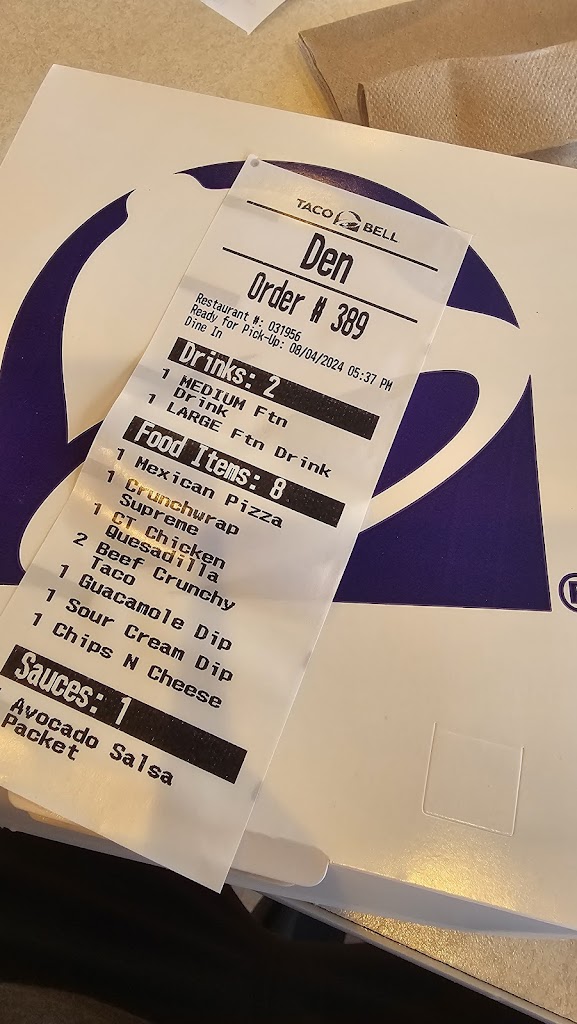 TACO BELL
Den
Order # 389
Restaurant #: 031956
Ready for Pick-Up: 08/04/2024 05:37 PM
Dine In
Drinks: 2
1 MEDIUM Ftn
Drink
1 LARGE Ftn Drink
Food Items: 8
1 Mexican Pizza
1 Crunchwrap
Supreme
1 CT Chicken
Quesadilla
2 Beef Crunchy
Taco
1 Guacamole Dip
1 Sour Cream Dip
1 Chips N Cheese
Sauces: 1
Avocado Salsa
Packet